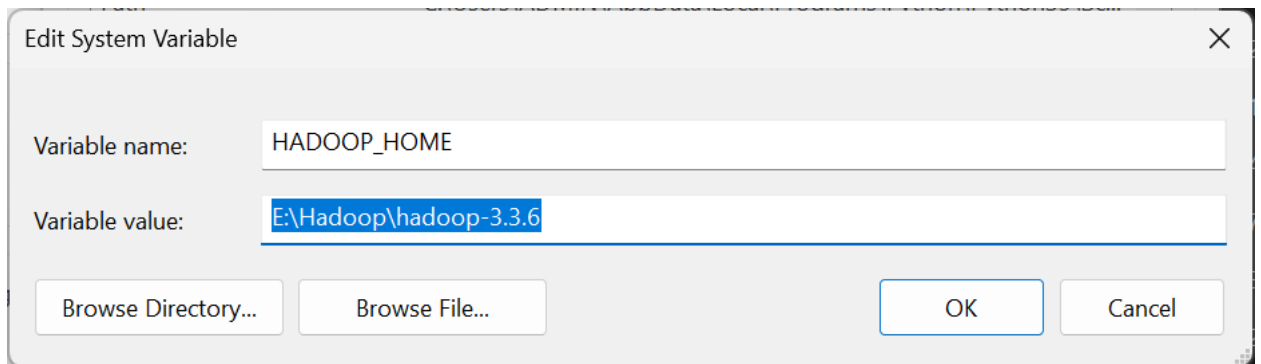 Edit System Variable
Variable name:
HADOOP_HOME
Variable value:
E:\Hadoop\hadoop-3.3.6
Browse Directory...
Browse File...
OK
Cancel